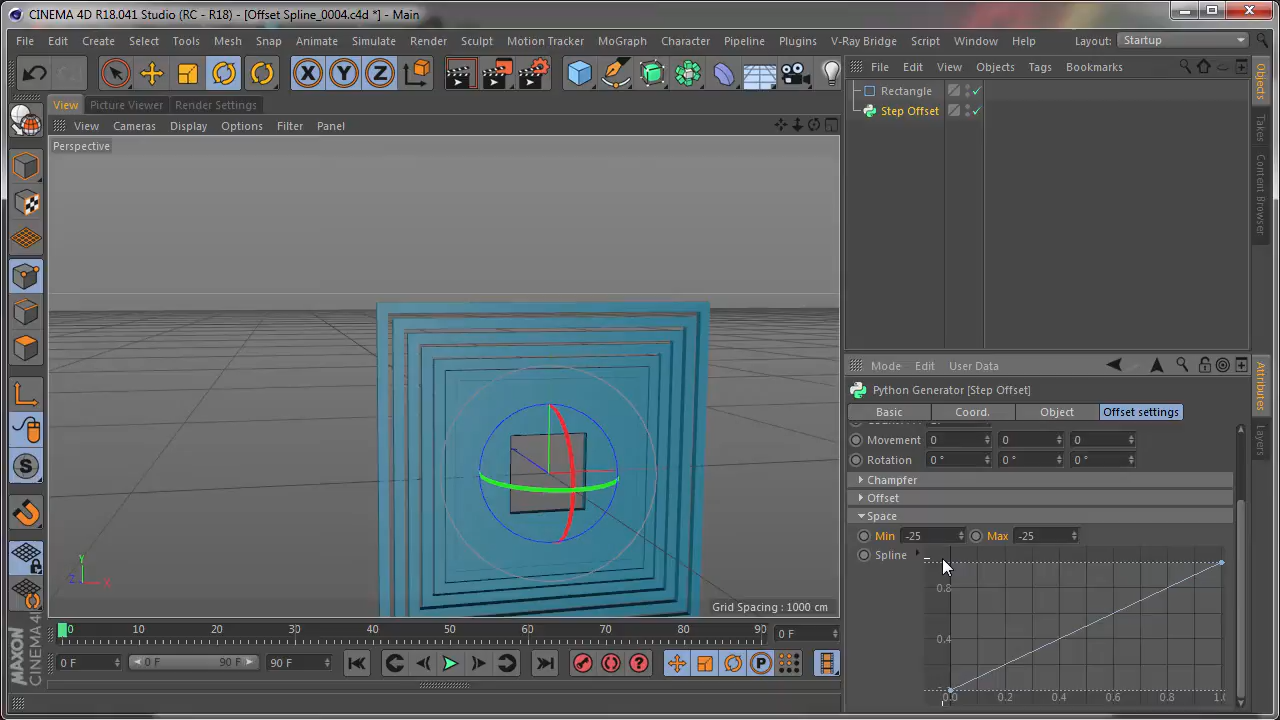 CINEMA 4D R18.041 Studio (RC - R18) - [Offset Spline_0004.c4d *] - Main
File Edit Create Select Tools Mesh Snap Animate Simulate Render Sculpt Motion Tracker MoGraph Character Pipeline Plugins V-Ray Bridge Script Window Help Layout: Startup
X Y Z
File Edit View Objects Tags Bookmarks
Rectangle
Step Offset
Objects
Takes
Content Browser
View Picture Viewer Render Settings
View Cameras Display Options Filter Panel
Perspective
Y
Z X
Grid Spacing : 1000 cm
S
Mode Edit User Data
Python Generator [Step Offset]
Basic Coord. Object Offset settings
Movement 0 0 0
Rotation 0 ° 0 ° 0 °
Champfer
Offset
Space
Min -25 Max -25
Spline
0.8
0.4
0.0 0.2 0.4 0.6 0.8 1.0
Attributes
Layers
0 10 20 30 40 50 60 70 80 90 0 F
0 F 0 F 90 F 90 F
P
MAXON
CINEMA 4D